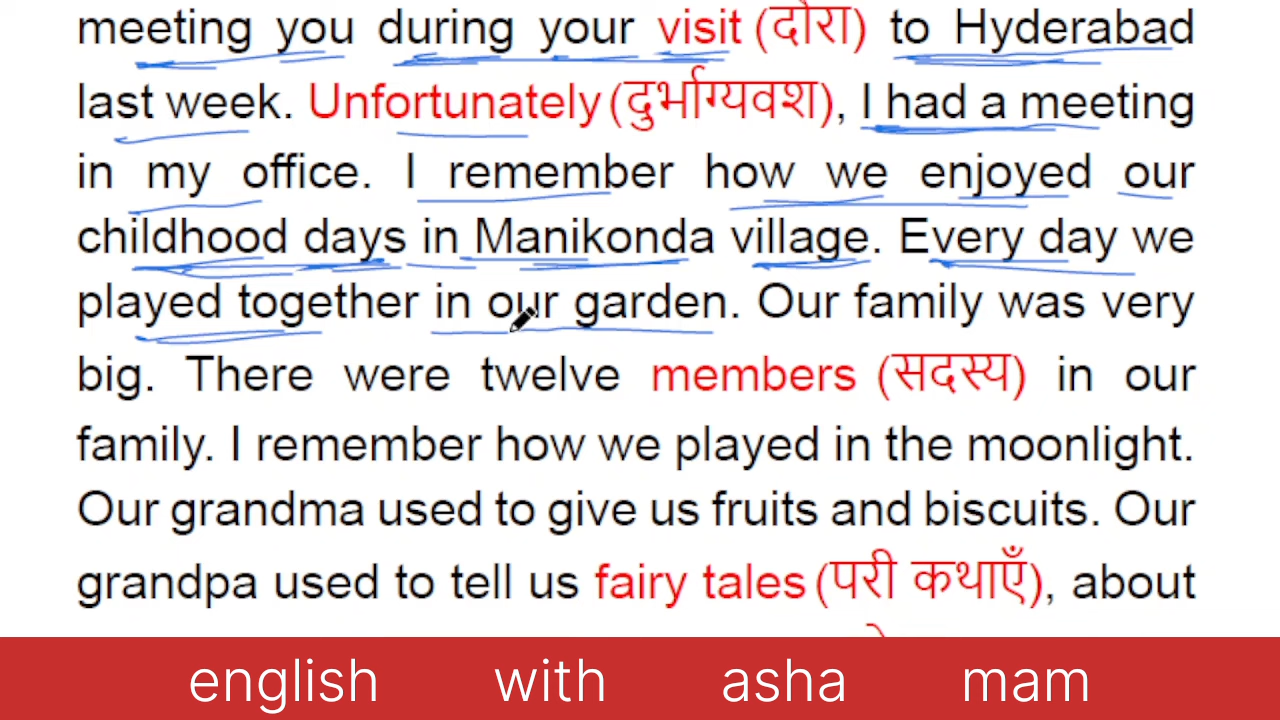 meeting you during your visit (दौरा) to Hyderabad
last week. Unfortunately (दुर्भाग्यवश), I had a meeting
in my office. I remember how we enjoyed our
childhood days in Manikonda village. Every day we
played together in our garden. Our family was very
big. There were twelve members (सदस्य) in our
family. I remember how we played in the moonlight.
Our grandma used to give us fruits and biscuits. Our
grandpa used to tell us fairy tales (परी कथाएँ), about
english with asha mam